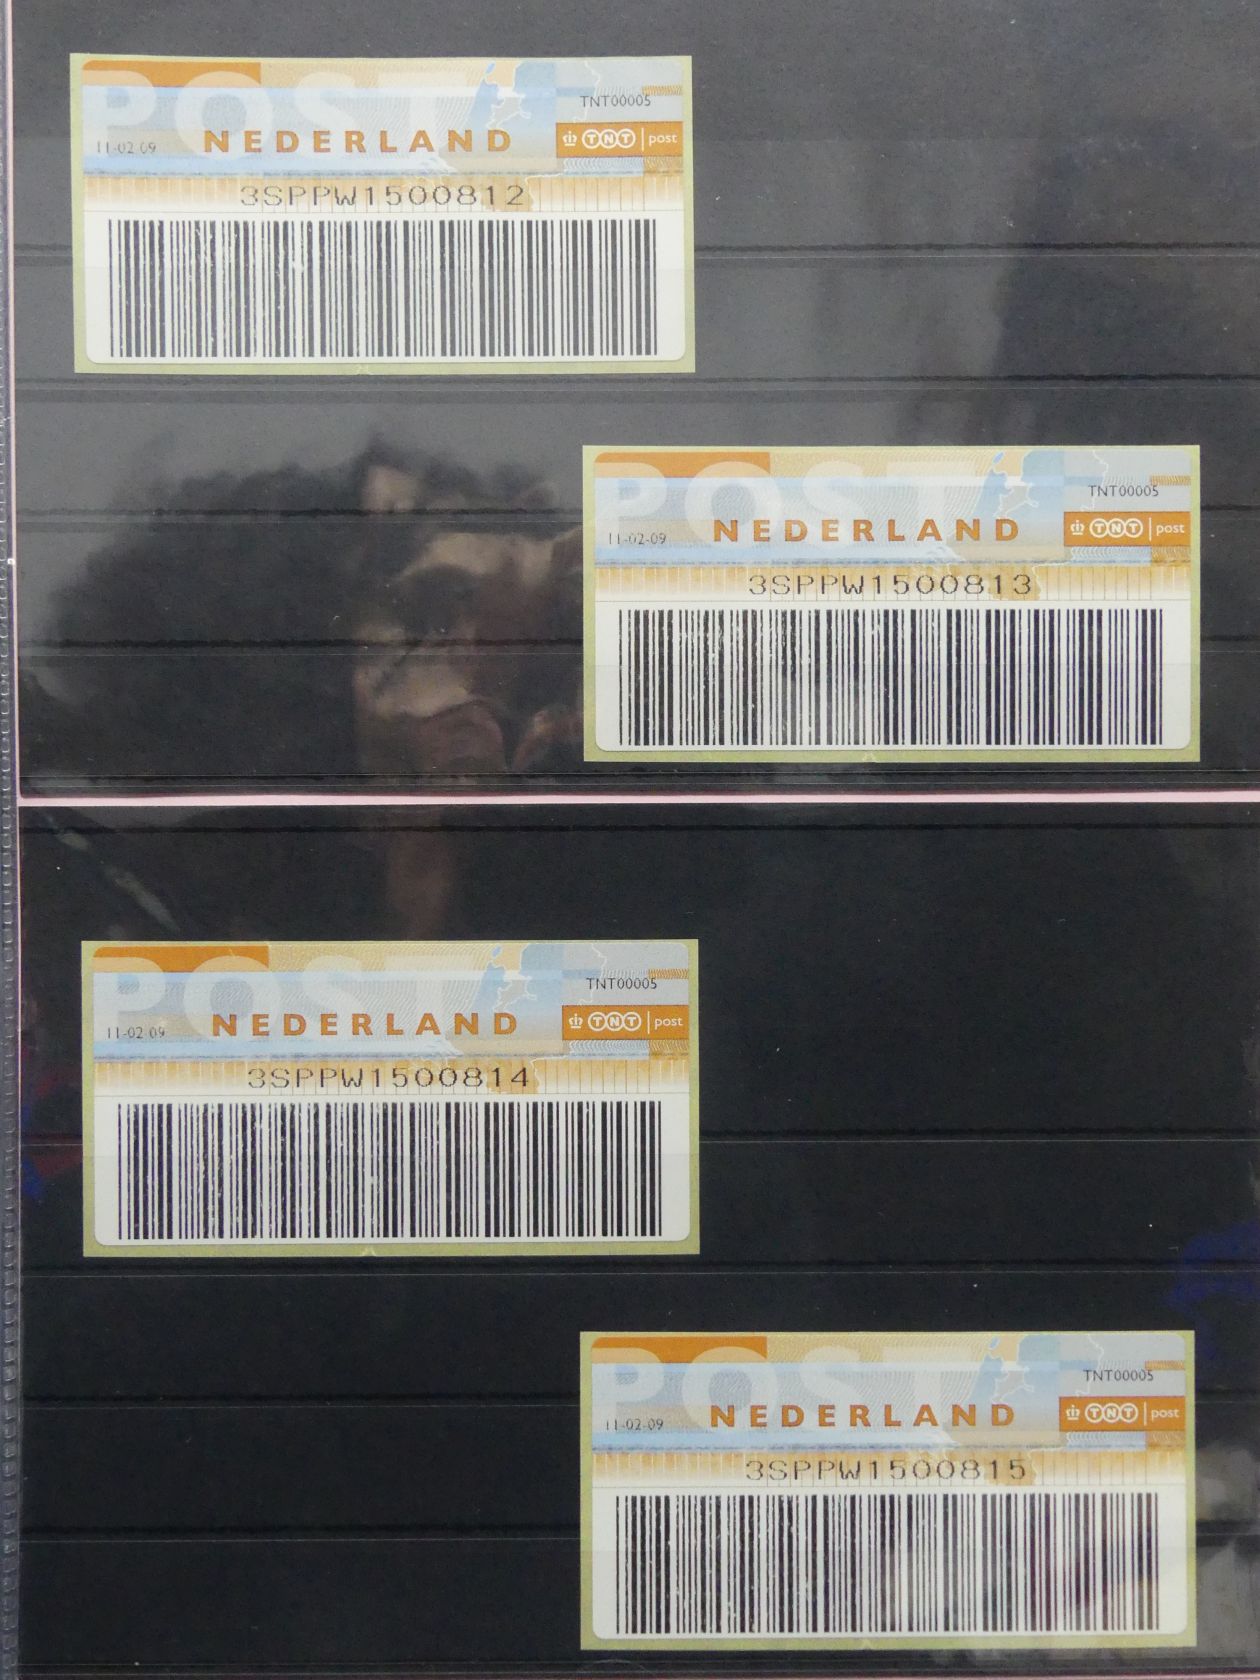 POST
TNT00005
11-02-09 NEDERLAND TNT post
3SPPW1500812
POST
TNT00005
11-02-09 NEDERLAND TNT post
3SPPW1500813
POST
TNT00005
11-02-09 NEDERLAND TNT post
3SPPW1500814
POST
TNT00005
11-02-09 NEDERLAND TNT post
3SPPW1500815